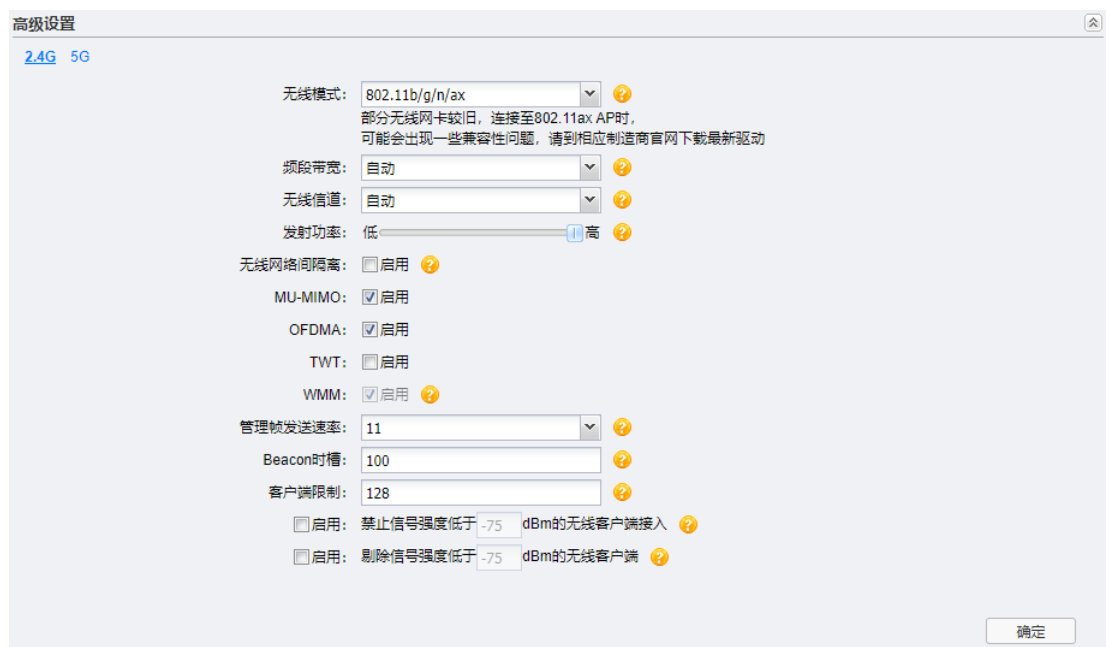 高级设置
2.4G 5G
无线模式： 802.11b/g/n/ax
部分无线网卡较旧，连接至802.11ax AP时，
可能会出现一些兼容性问题，请到相应制造商官网下载最新驱动
频段带宽： 自动
无线信道： 自动
发射功率： 低 高
无线网络间隔离： 启用
MU-MIMO： 启用
OFDMA： 启用
TWT： 启用
WMM： 启用
管理帧发送速率： 11
Beacon时槽： 100
客户端限制： 128
启用： 禁止信号强度低于 -75 dBm的无线客户端接入
启用： 剔除信号强度低于 -75 dBm的无线客户端
确定